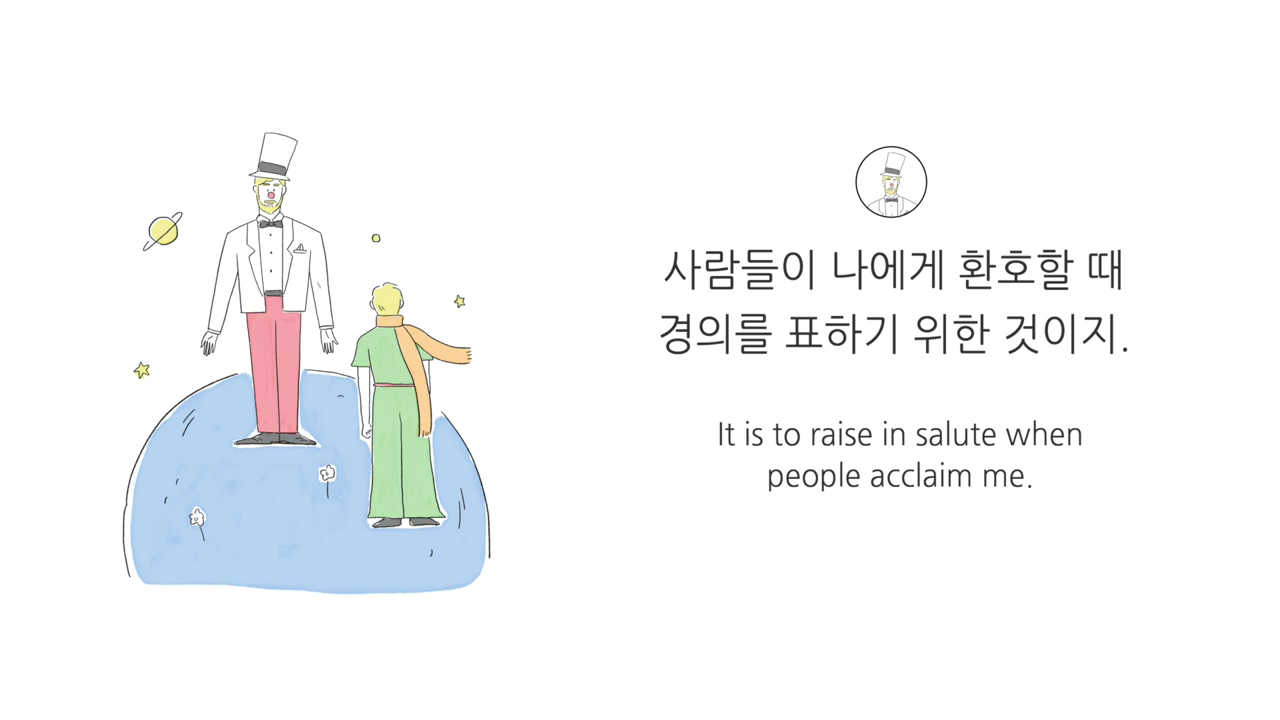 사람들이 나에게 환호할 때
경의를 표하기 위한 것이지.
It is to raise in salute when
people acclaim me.